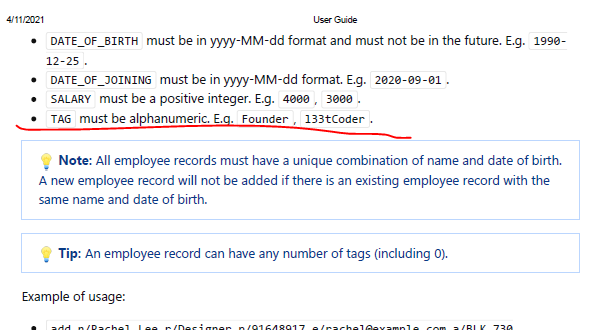 4/11/2021 User Guide
DATE_OF_BIRTH must be in yyyy-MM-dd format and must not be in the future. E.g. 1990-
12-25 .
DATE_OF_JOINING must be in yyyy-MM-dd format. E.g. 2020-09-01 .
SALARY must be a positive integer. E.g. 4000 , 3000 .
TAG must be alphanumeric. E.g. Founder , l33tCoder .
Note: All employee records must have a unique combination of name and date of birth.
A new employee record will not be added if there is an existing employee record with the
same name and date of birth.
Tip: An employee record can have any number of tags (including 0).
Example of usage:
add n/Rachel Lee r/Designer p/91648917 e/rachel@example.com a/BLK 730